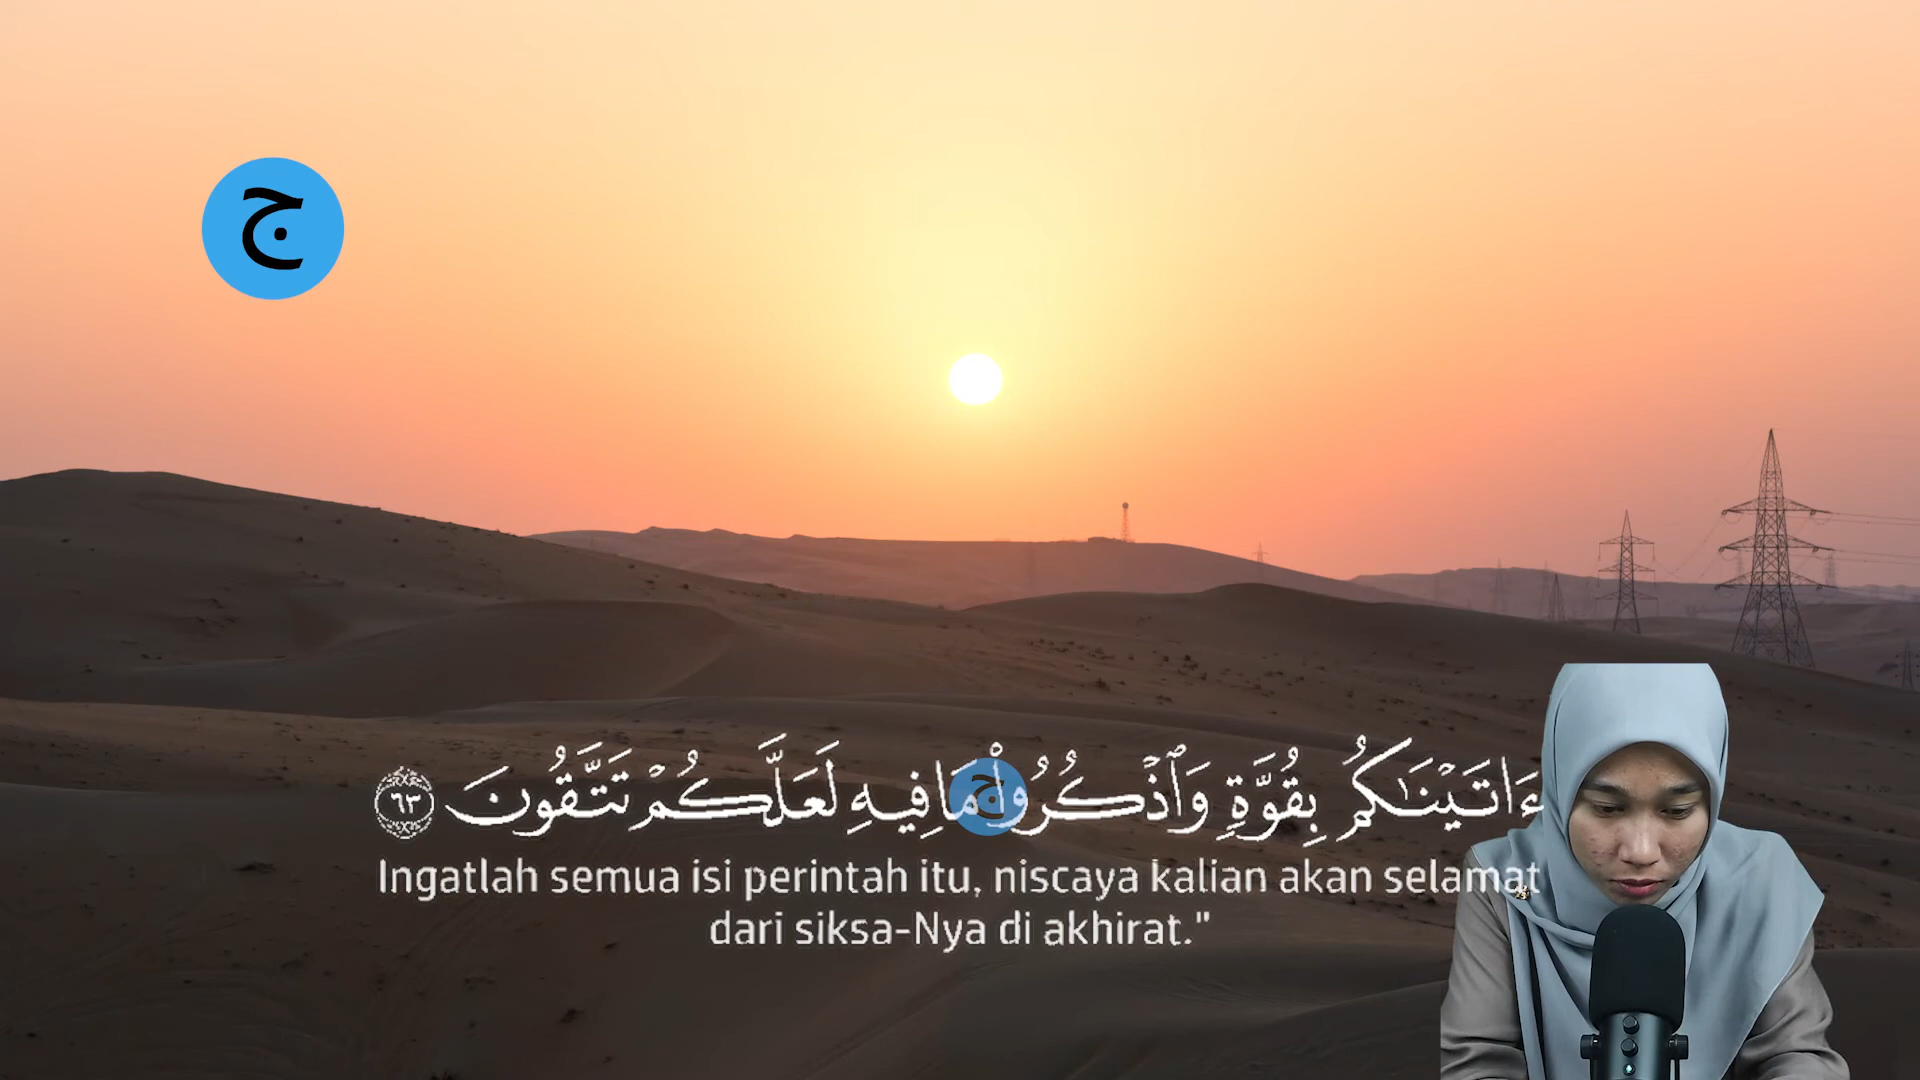 ج
ءَاتَيْنَٰكُم بِقُوَّةٍ وَٱذْكُرُوا۟ مَا فِيهِ لَعَلَّكُمْ تَتَّقُونَ ٦٣
ج
Ingatlah semua isi perintah itu, niscaya kalian akan selamat
dari siksa-Nya di akhirat."